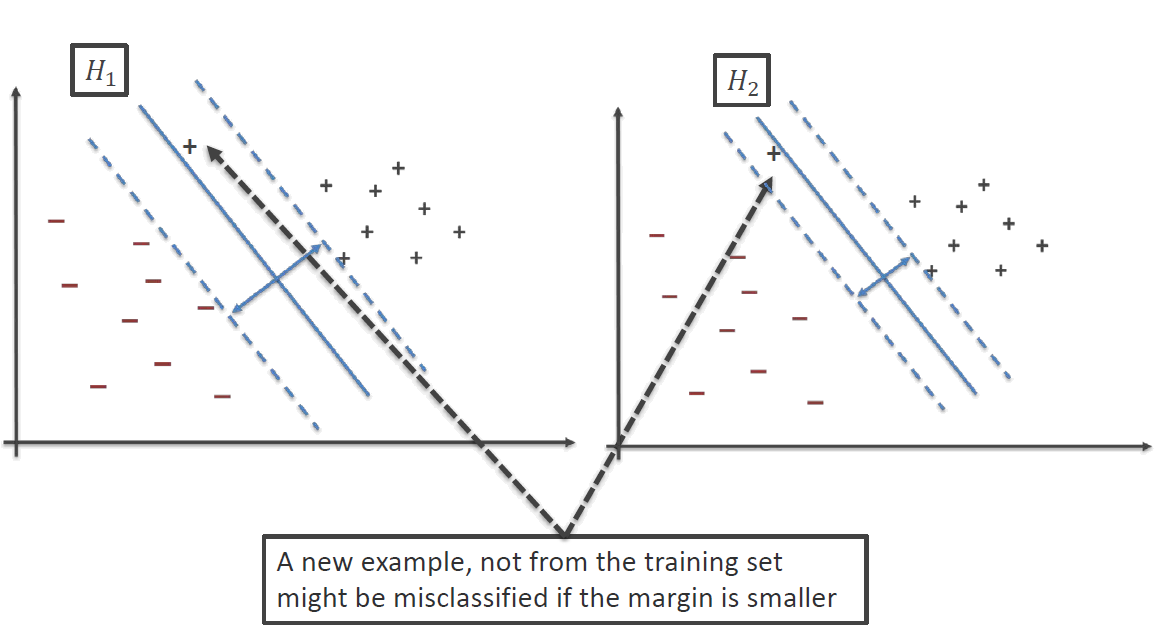 H₁
H₂
A new example, not from the training set
might be misclassified if the margin is smaller